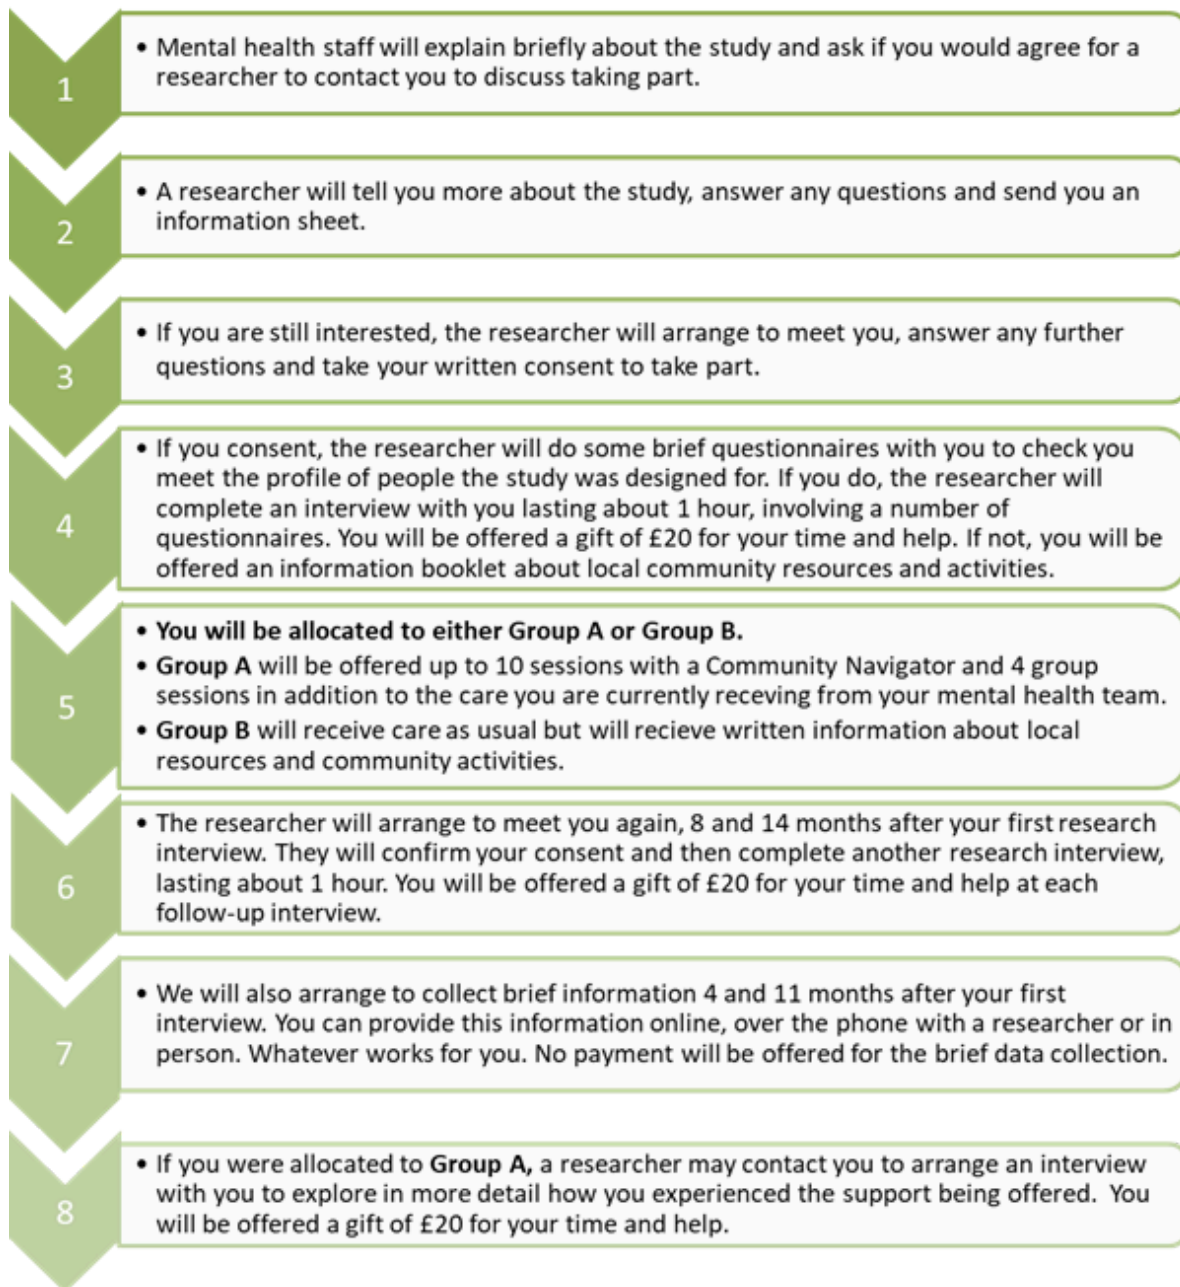 1
• Mental health staff will explain briefly about the study and ask if you would agree for a
researcher to contact you to discuss taking part.
2
• A researcher will tell you more about the study, answer any questions and send you an
information sheet.
3
• If you are still interested, the researcher will arrange to meet you, answer any further
questions and take your written consent to take part.
4
• If you consent, the researcher will do some brief questionnaires with you to check you
meet the profile of people the study was designed for. If you do, the researcher will
complete an interview with you lasting about 1 hour, involving a number of
questionnaires. You will be offered a gift of £20 for your time and help. If not, you will be
offered an information booklet about local community resources and activities.
5
• You will be allocated to either Group A or Group B.
• Group A will be offered up to 10 sessions with a Community Navigator and 4 group
sessions in addition to the care you are currently receving from your mental health team.
• Group B will receive care as usual but will recieve written information about local
resources and community activities.
6
• The researcher will arrange to meet you again, 8 and 14 months after your first research
interview. They will confirm your consent and then complete another research interview,
lasting about 1 hour. You will be offered a gift of £20 for your time and help at each
follow-up interview.
7
• We will also arrange to collect brief information 4 and 11 months after your first
interview. You can provide this information online, over the phone with a researcher or in
person. Whatever works for you. No payment will be offered for the brief data collection.
8
• If you were allocated to Group A, a researcher may contact you to arrange an interview
with you to explore in more detail how you experienced the support being offered. You
will be offered a gift of £20 for your time and help.